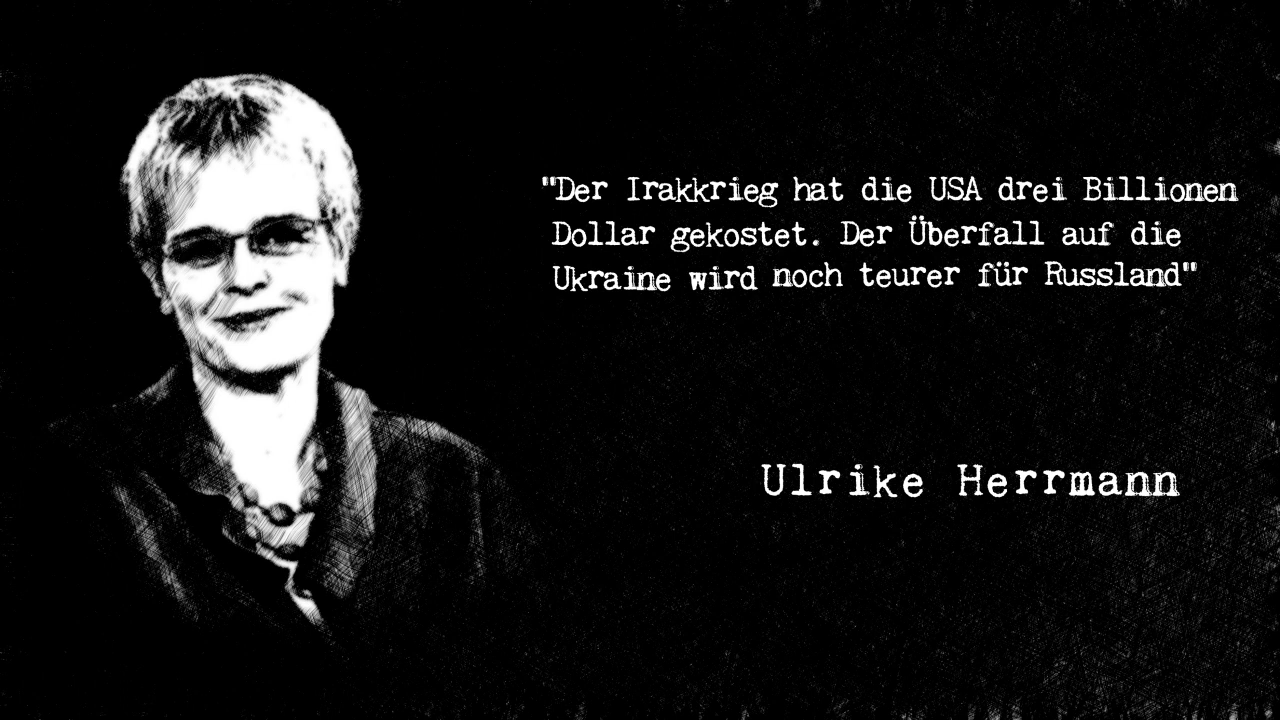 "Der Irakkrieg hat die USA drei Billionen
Dollar gekostet. Der Überfall auf die
Ukraine wird noch teurer für Russland"
Ulrike Herrmann